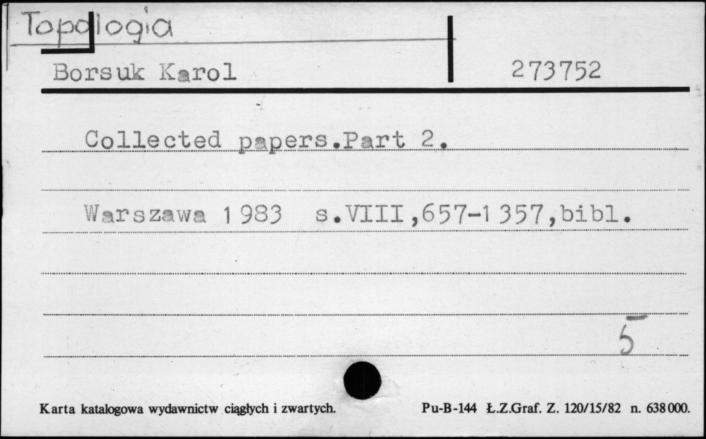 Topologia
Borsuk Karol 273752
Collected papers.Part 2.
Warszawa 1983 s.VIII,657-1357,bibl.
5
Karta katalogowa wydawnictw ciągłych i zwartych. Pu-B-144 Ł.Z.Graf. Z. 120/15/82 n. 638000.